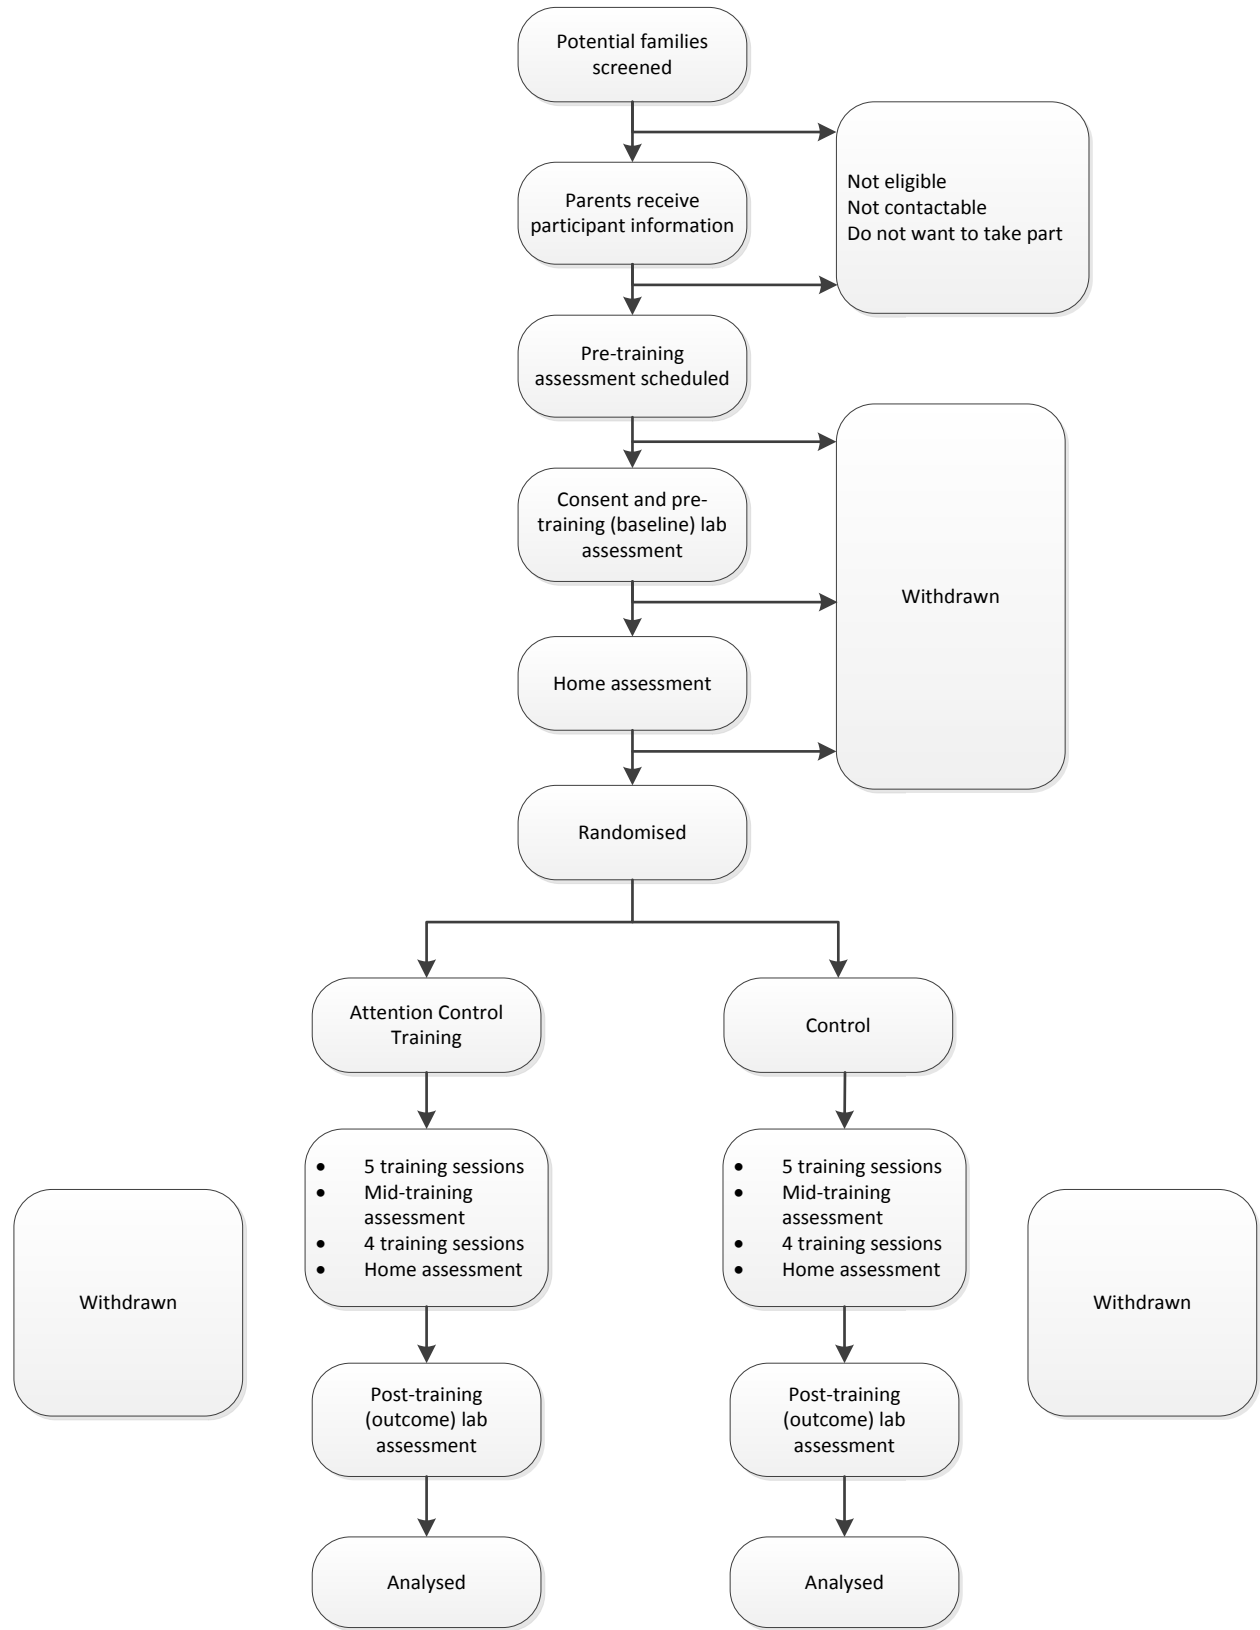 Potential families
screened
Not eligible
Not contactable
Do not want to take part
Parents receive
participant information
Pre-training
assessment scheduled
Consent and pre-
training (baseline) lab
assessment
Withdrawn
Home assessment
Randomised
Attention Control
Training
Control
• 5 training sessions
• Mid-training
assessment
• 4 training sessions
• Home assessment
• 5 training sessions
• Mid-training
assessment
• 4 training sessions
• Home assessment
Withdrawn
Withdrawn
Post-training
(outcome) lab
assessment
Post-training
(outcome) lab
assessment
Analysed
Analysed